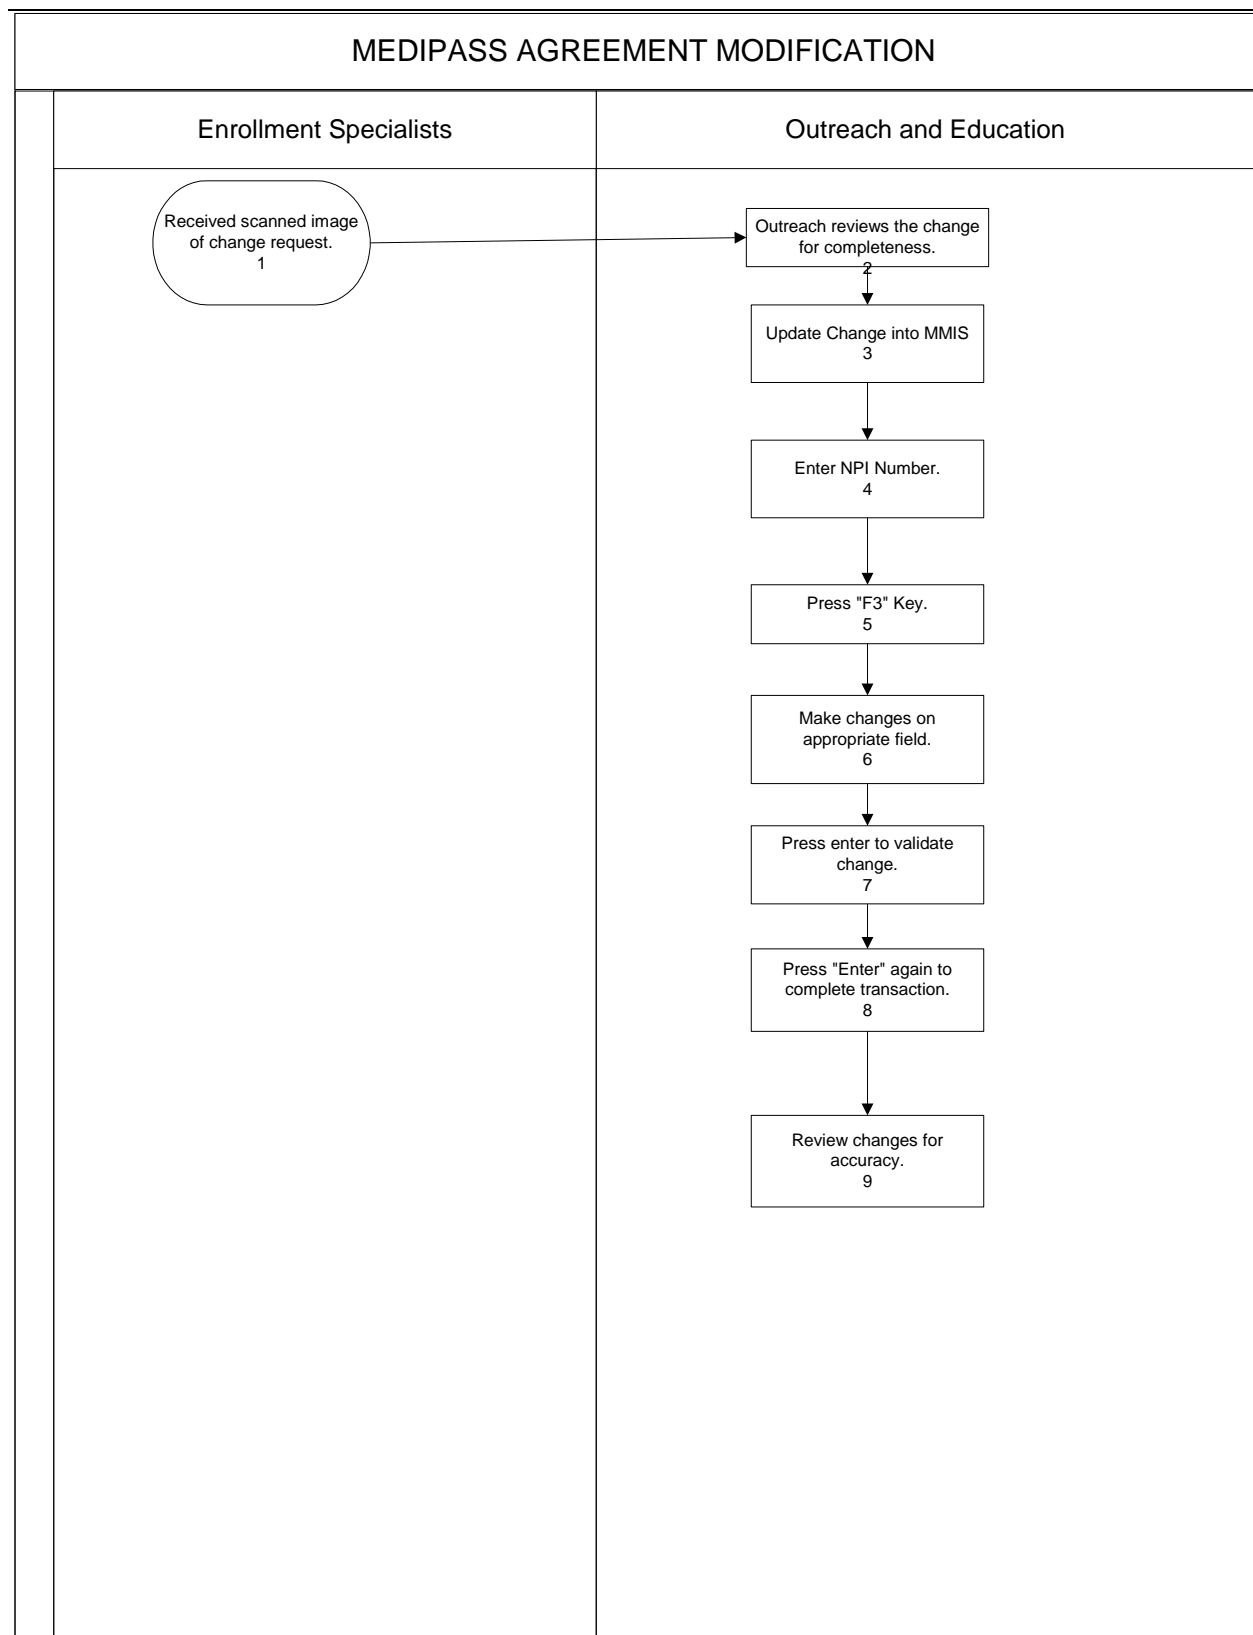 MEDIPASS AGREEMENT MODIFICATION
Enrollment Specialists
Outreach and Education
Received scanned image
of change request.
1
Outreach reviews the change
for completeness.
2
Update Change into MMIS
3
Enter NPI Number.
4
Press "F3" Key.
5
Make changes on
appropriate field.
6
Press enter to validate
change.
7
Press "Enter" again to
complete transaction.
8
Review changes for
accuracy.
9